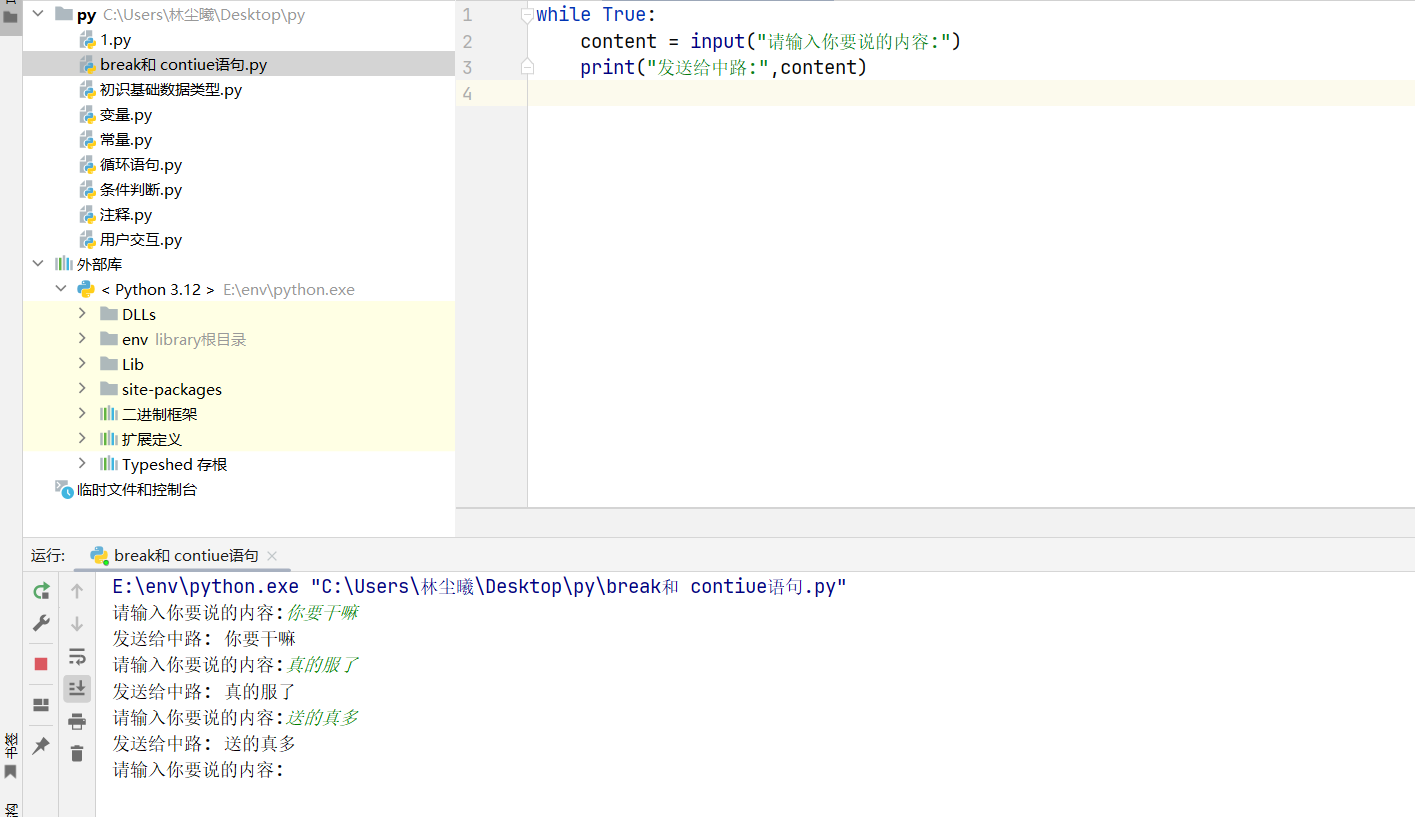 py C:\Users\林尘曦\Desktop\py
1.py
break和 contiue语句.py
初识基础数据类型.py
变量.py
常量.py
循环语句.py
条件判断.py
注释.py
用户交互.py
外部库
< Python 3.12 > E:\env\python.exe
DLLs
env library根目录
Lib
site-packages
二进制框架
扩展定义
Typeshed 存根
临时文件和控制台
1 while True:
2 content = input("请输入你要说的内容:")
3 print("发送给中路:",content)
4
运行: break和 contiue语句
E:\env\python.exe "C:\Users\林尘曦\Desktop\py\break和 contiue语句.py"
请输入你要说的内容:你要干嘛
发送给中路: 你要干嘛
请输入你要说的内容:真的服了
发送给中路: 真的服了
请输入你要说的内容:送的真多
发送给中路: 送的真多
请输入你要说的内容:
书签